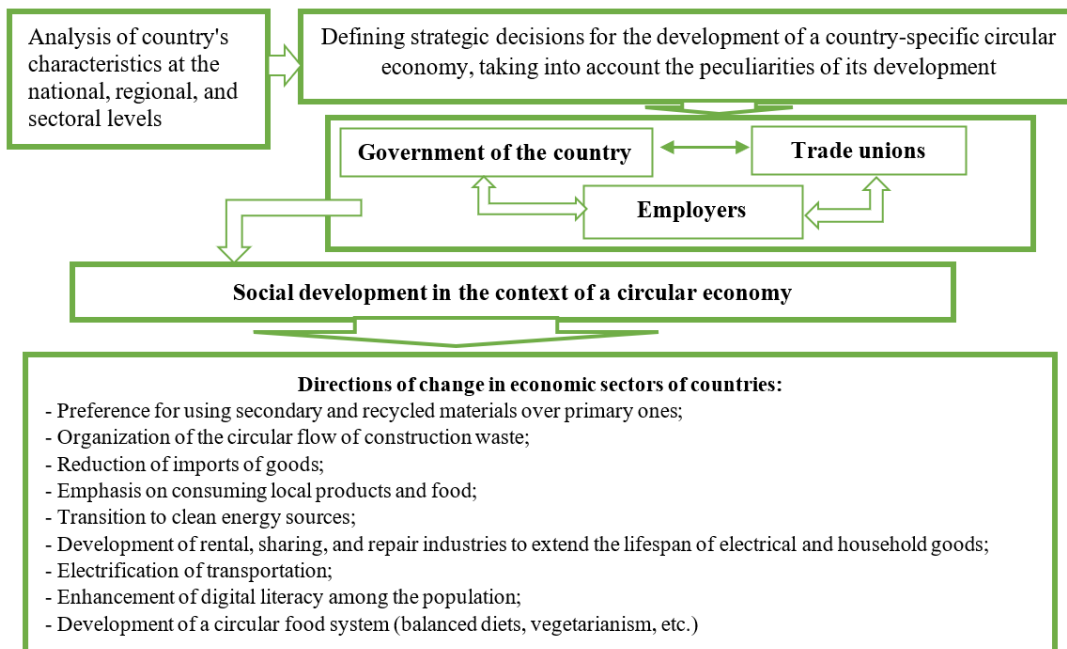 Analysis of country's
characteristics at the
national, regional, and
sectoral levels
Defining strategic decisions for the development of a country-specific circular
economy, taking into account the peculiarities of its development
Government of the country
Trade unions
Employers
Social development in the context of a circular economy
Directions of change in economic sectors of countries:
- Preference for using secondary and recycled materials over primary ones;
- Organization of the circular flow of construction waste;
- Reduction of imports of goods;
- Emphasis on consuming local products and food;
- Transition to clean energy sources;
- Development of rental, sharing, and repair industries to extend the lifespan of electrical and household goods;
- Electrification of transportation;
- Enhancement of digital literacy among the population;
- Development of a circular food system (balanced diets, vegetarianism, etc.)